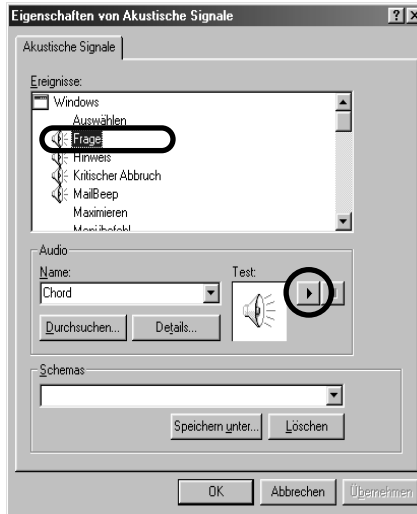 Eigenschaften von Akustische Signale
Akustische Signale
Ereignisse:
Windows
Auswählen
Frage
Hinweis
Kritischer Abbruch
MailBeep
Maximieren
Menübefehl
Audio
Name:
Test:
Chord
Durchsuchen... Details...
Schemas
Speichern unter... Löschen
OK Abbrechen Übernehmen